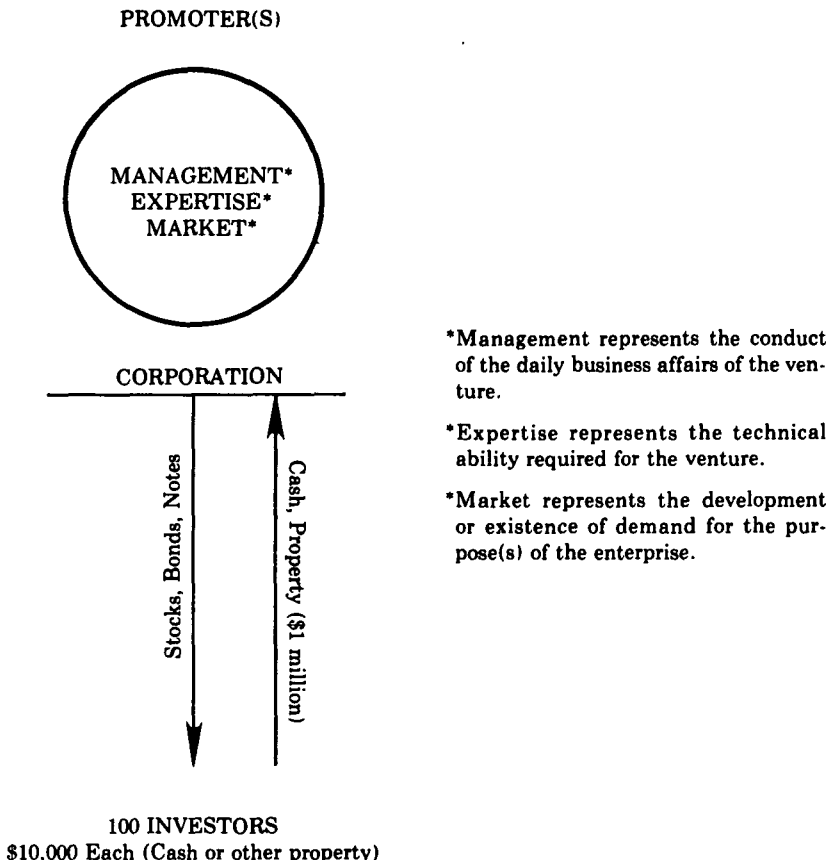 PROMOTER(S)
MANAGEMENT*
EXPERTISE*
MARKET*
CORPORATION
Stocks, Bonds, Notes
Cash, Property ($1 million)
100 INVESTORS
$10,000 Each (Cash or other property)
*Management represents the conduct
of the daily business affairs of the ven-
ture.
*Expertise represents the technical
ability required for the venture.
*Market represents the development
or existence of demand for the pur-
pose(s) of the enterprise.